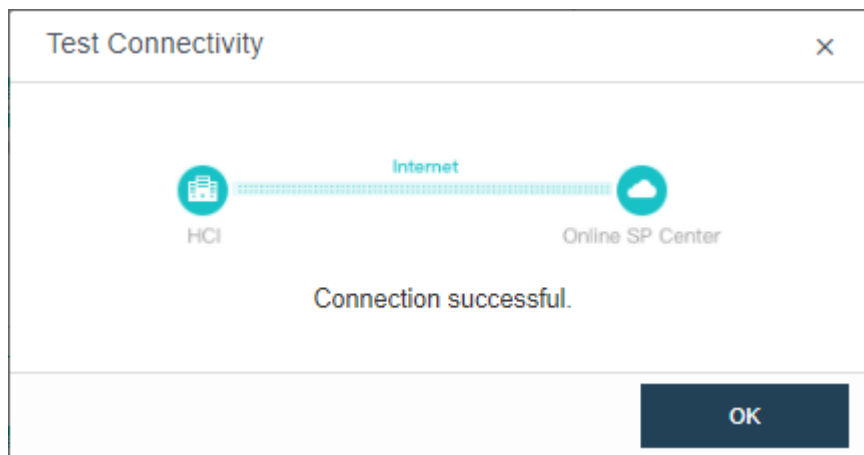 Test Connectivity
Internet
HCI
Online SP Center
Connection successful.
OK